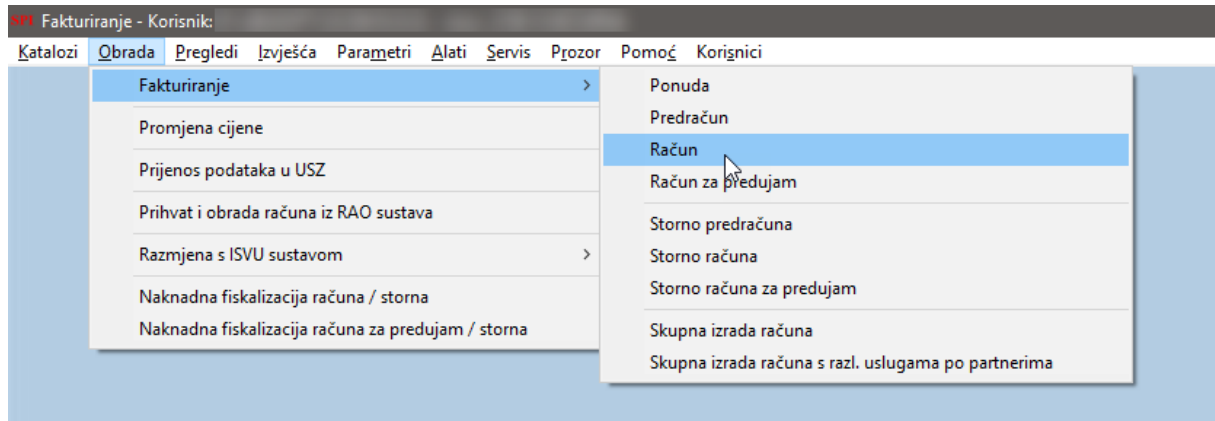 SPI Fakturiranje - Korisnik:
Katalozi Obrada Pregledi Izvješća Parametri Alati Servis Prozor Pomoć Korisnici
Fakturiranje
Promjena cijene
Prijenos podataka u USZ
Prihvat i obrada računa iz RAO sustava
Razmjena s ISVU sustavom
Naknadna fiskalizacija računa / storna
Naknadna fiskalizacija računa za predujam / storna
Ponuda
Predračun
Račun
Račun za predujam
Storno predračuna
Storno računa
Storno računa za predujam
Skupna izrada računa
Skupna izrada računa s razl. uslugama po partnerima